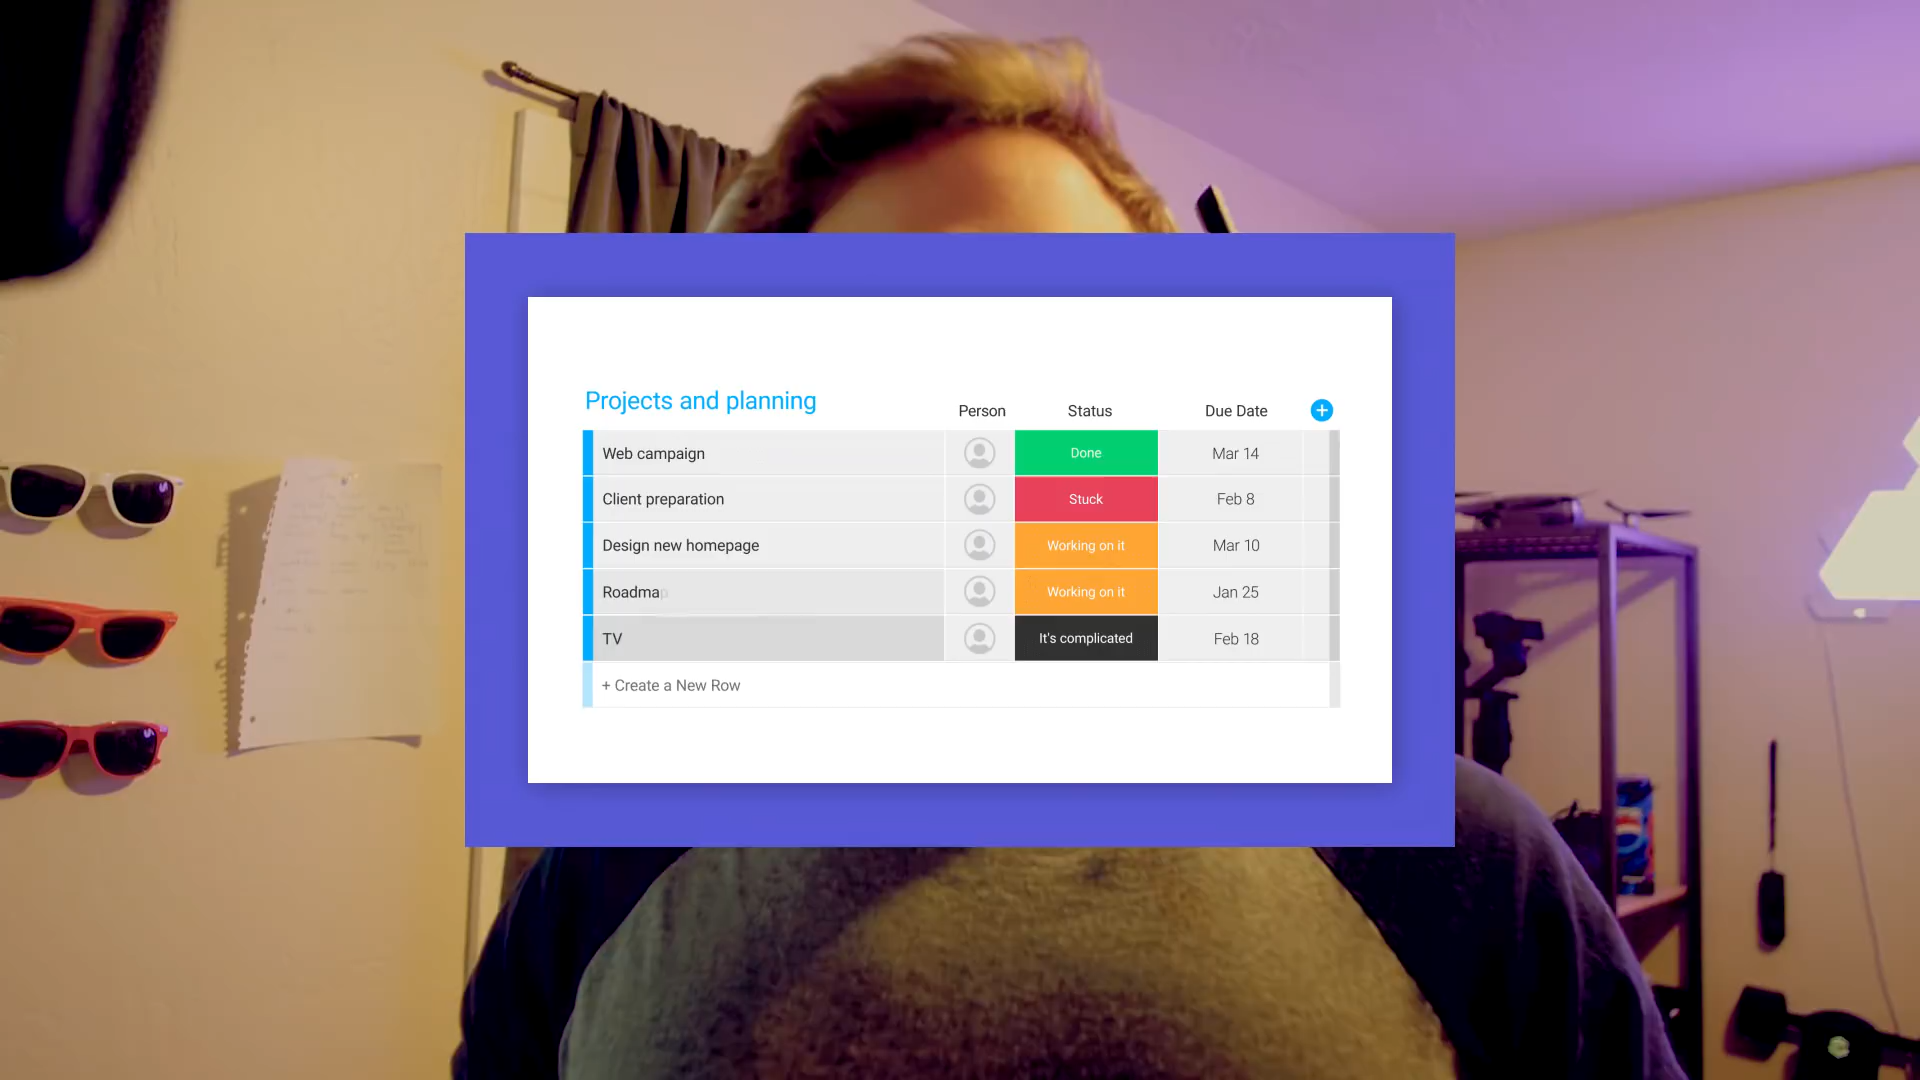 Projects and planning
Person Status Due Date
Web campaign Done Mar 14
Client preparation Stuck Feb 8
Design new homepage Working on it Mar 10
Roadmap Working on it Jan 25
TV It's complicated Feb 18
+ Create a New Row